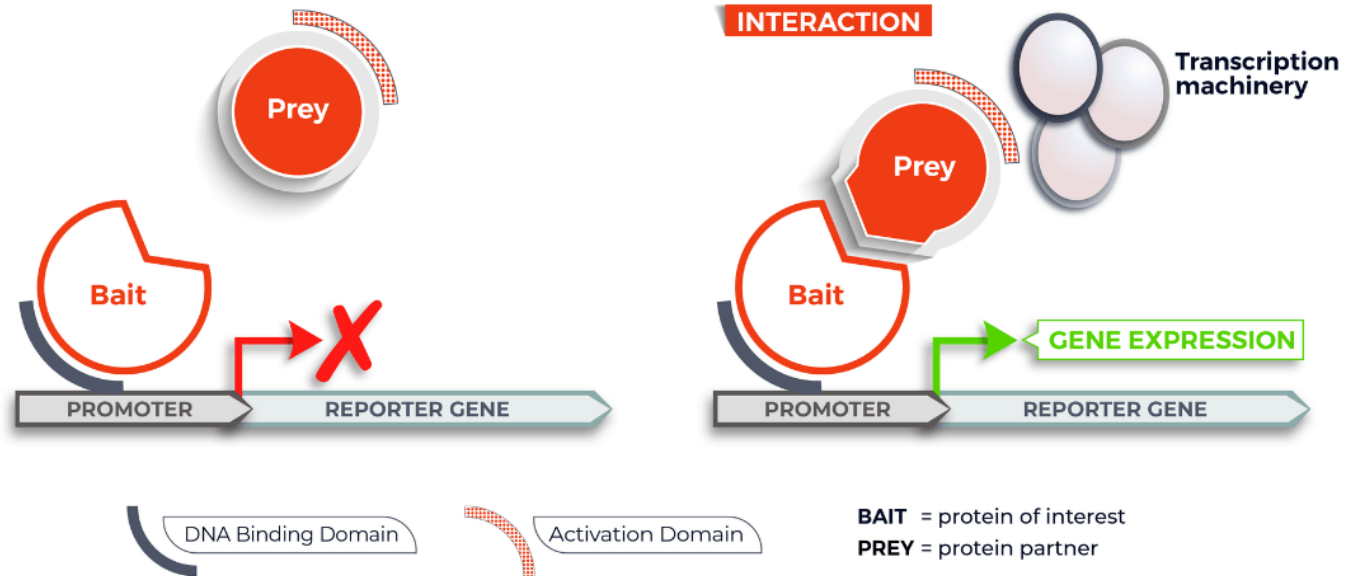 Prey
Bait
PROMOTER
REPORTER GENE
INTERACTION
Transcription
machinery
Prey
Bait
GENE EXPRESSION
PROMOTER
REPORTER GENE
DNA Binding Domain
Activation Domain
BAIT = protein of interest
PREY = protein partner